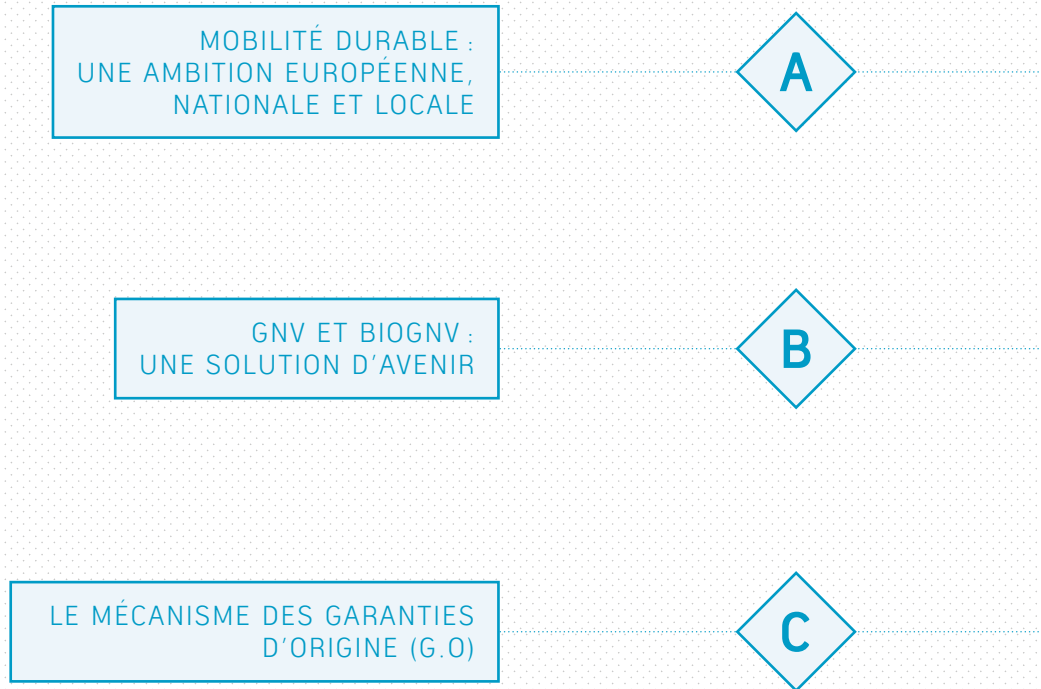 MOBILITÉ DURABLE :
UNE AMBITION EUROPÉENNE,
NATIONALE ET LOCALE
A
GNV ET BIOGNV :
UNE SOLUTION D'AVENIR
B
LE MÉCANISME DES GARANTIES
D'ORIGINE (G.O)
C